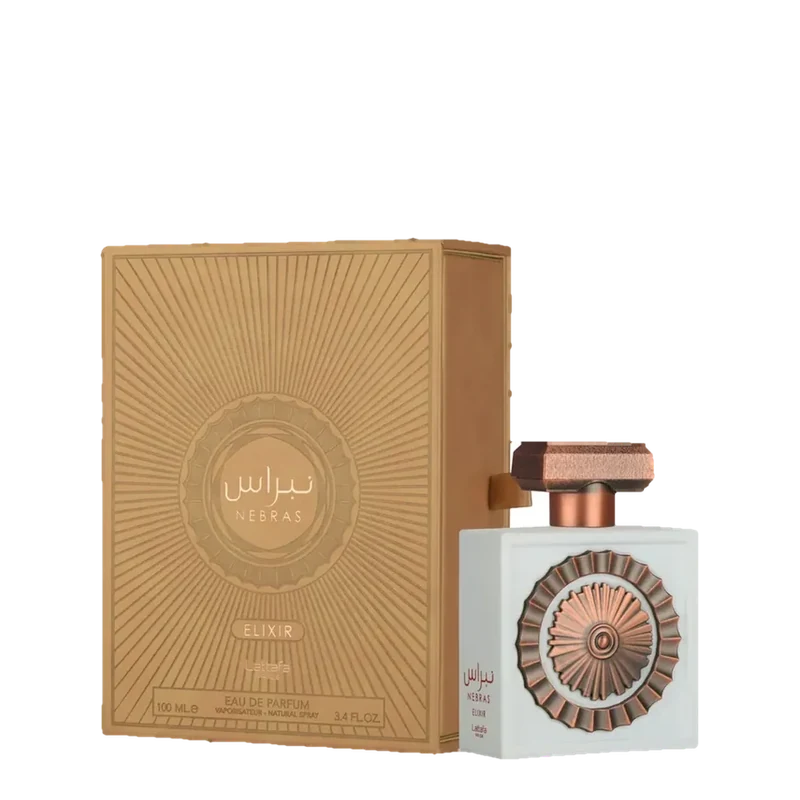 نبراس
NEBRAS
ELIXIR
Lattafa
100 ML.℮
EAU DE PARFUM
VAPORISATEUR - NATURAL SPRAY
3.4 FL.OZ.
نبراس
NEBRAS
ELIXIR
Lattafa